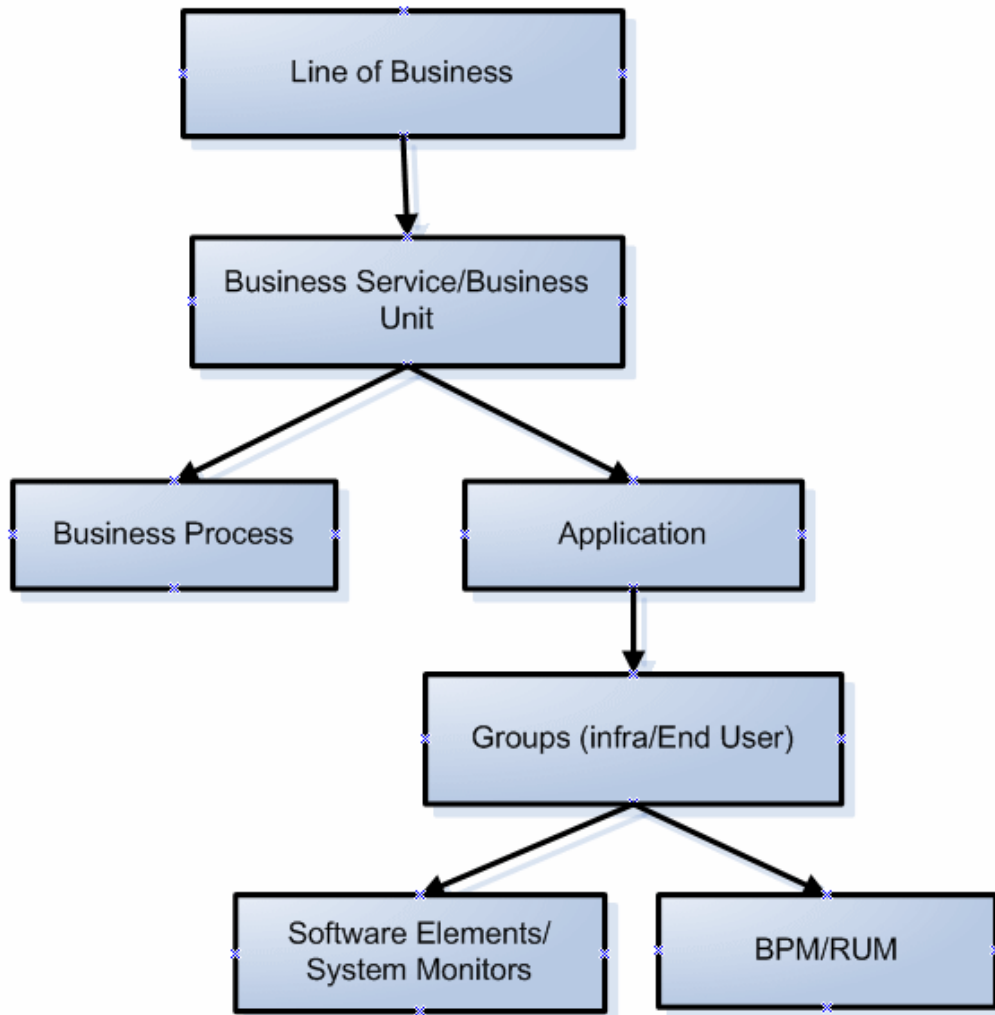 Line of Business
Business Service/Business
Unit
Business Process
Application
Groups (infra/End User)
Software Elements/
System Monitors
BPM/RUM